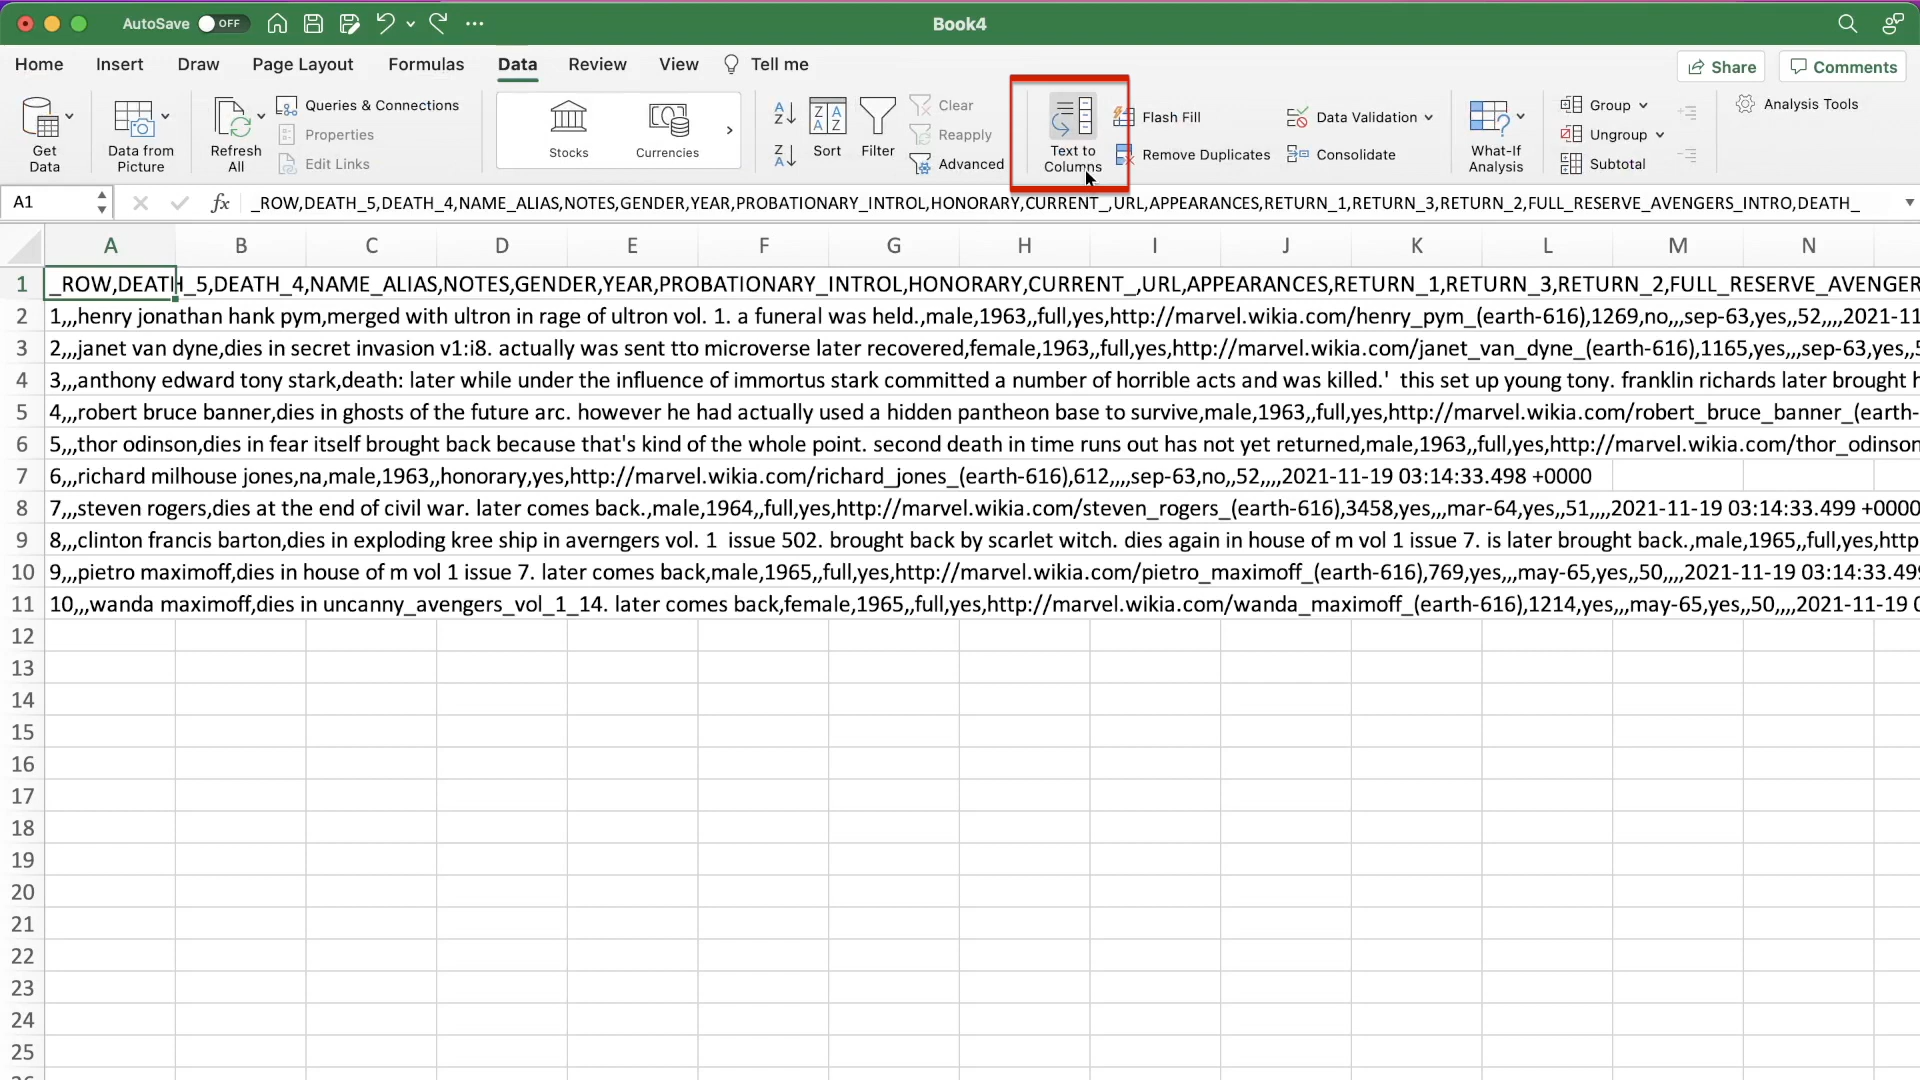 AutoSave OFF
Book4
Home Insert Draw Page Layout Formulas Data Review View Tell me
Share Comments
Get Data
Data from Picture
Refresh All
Queries & Connections
Properties
Edit Links
Stocks
Currencies
Sort
Filter
Clear
Reapply
Advanced
Text to Columns
Flash Fill
Remove Duplicates
Data Validation
Consolidate
What-If Analysis
Group
Ungroup
Subtotal
Analysis Tools
A1 fx _ROW,DEATH_5,DEATH_4,NAME_ALIAS,NOTES,GENDER,YEAR,PROBATIONARY_INTROL,HONORARY,CURRENT_,URL,APPEARANCES,RETURN_1,RETURN_3,RETURN_2,FULL_RESERVE_AVENGERS_INTRO,DEATH_
A B C D E F G H I J K L M N
1 _ROW,DEATH_5,DEATH_4,NAME_ALIAS,NOTES,GENDER,YEAR,PROBATIONARY_INTROL,HONORARY,CURRENT_,URL,APPEARANCES,RETURN_1,RETURN_3,RETURN_2,FULL_RESERVE_AVENGER
2 1,,,henry jonathan hank pym,merged with ultron in rage of ultron vol. 1. a funeral was held.,male,1963,,full,yes,http://marvel.wikia.com/henry_pym_(earth-616),1269,no,,,sep-63,yes,,52,,,,2021-11
3 2,,,janet van dyne,dies in secret invasion v1:i8. actually was sent tto microverse later recovered,female,1963,,full,yes,http://marvel.wikia.com/janet_van_dyne_(earth-616),1165,yes,,,sep-63,yes,,5
4 3,,,anthony edward tony stark,death: later while under the influence of immortus stark committed a number of horrible acts and was killed.'  this set up young tony. franklin richards later brought h
5 4,,,robert bruce banner,dies in ghosts of the future arc. however he had actually used a hidden pantheon base to survive,male,1963,,full,yes,http://marvel.wikia.com/robert_bruce_banner_(earth-
6 5,,,thor odinson,dies in fear itself brought back because that's kind of the whole point. second death in time runs out has not yet returned,male,1963,,full,yes,http://marvel.wikia.com/thor_odinson
7 6,,,richard milhouse jones,na,male,1963,,honorary,yes,http://marvel.wikia.com/richard_jones_(earth-616),612,,,,sep-63,no,,52,,,,2021-11-19 03:14:33.498 +0000
8 7,,,steven rogers,dies at the end of civil war. later comes back.,male,1964,,full,yes,http://marvel.wikia.com/steven_rogers_(earth-616),3458,yes,,,mar-64,yes,,51,,,,2021-11-19 03:14:33.499 +0000
9 8,,,clinton francis barton,dies in exploding kree ship in averngers vol. 1  issue 502. brought back by scarlet witch. dies again in house of m vol 1 issue 7. is later brought back.,male,1965,,full,yes,http
10 9,,,pietro maximoff,dies in house of m vol 1 issue 7. later comes back,male,1965,,full,yes,http://marvel.wikia.com/pietro_maximoff_(earth-616),769,yes,,,may-65,yes,,50,,,,2021-11-19 03:14:33.499
11 10,,,wanda maximoff,dies in uncanny_avengers_vol_1_14. later comes back,female,1965,,full,yes,http://marvel.wikia.com/wanda_maximoff_(earth-616),1214,yes,,,may-65,yes,,50,,,,2021-11-19 0
12
13
14
15
16
17
18
19
20
21
22
23
24
25